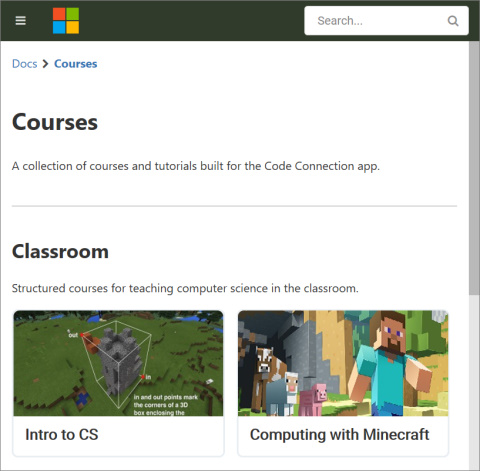 Search...
Docs > Courses
Courses
A collection of courses and tutorials built for the Code Connection app.
Classroom
Structured courses for teaching computer science in the classroom.
out
in
in and out points mark
the corners of a 3D
box enclosing the
Intro to CS
Computing with Minecraft